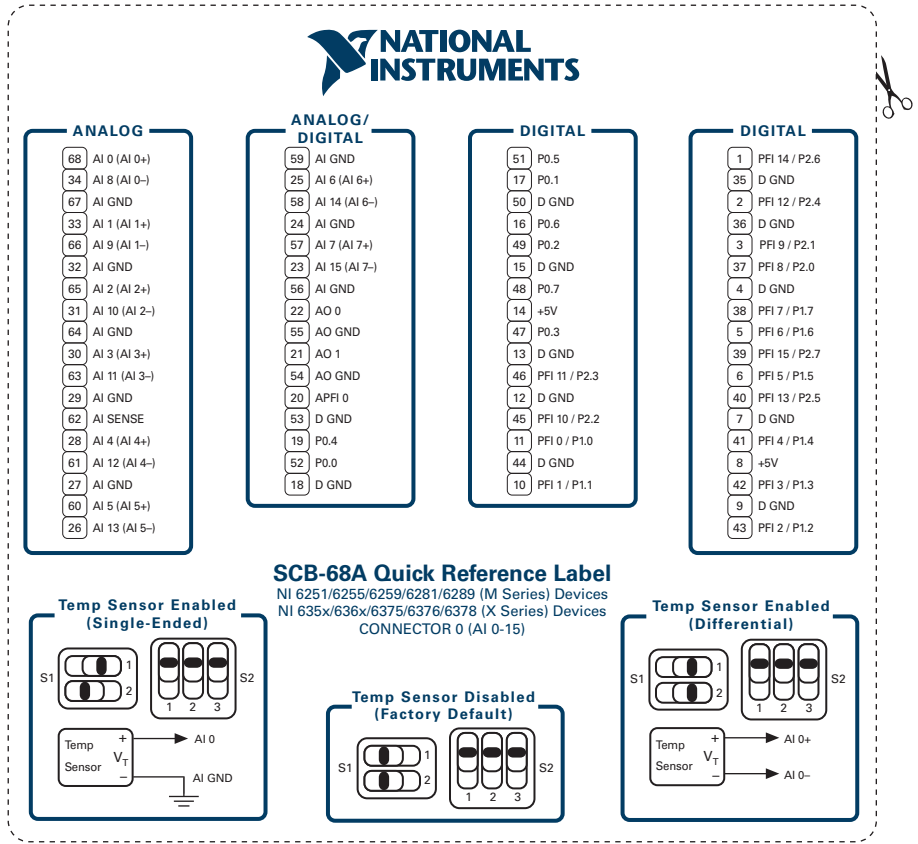 NATIONAL
INSTRUMENTS
ANALOG
68 AI 0 (AI 0+)
34 AI 8 (AI 0–)
67 AI GND
33 AI 1 (AI 1+)
66 AI 9 (AI 1–)
32 AI GND
65 AI 2 (AI 2+)
31 AI 10 (AI 2–)
64 AI GND
30 AI 3 (AI 3+)
63 AI 11 (AI 3–)
29 AI GND
62 AI SENSE
28 AI 4 (AI 4+)
61 AI 12 (AI 4–)
27 AI GND
60 AI 5 (AI 5+)
26 AI 13 (AI 5–)
ANALOG/
DIGITAL
59 AI GND
25 AI 6 (AI 6+)
58 AI 14 (AI 6–)
24 AI GND
57 AI 7 (AI 7+)
23 AI 15 (AI 7–)
56 AI GND
22 AO 0
55 AO GND
21 AO 1
54 AO GND
20 APFI 0
53 D GND
19 P0.4
52 P0.0
18 D GND
DIGITAL
51 P0.5
17 P0.1
50 D GND
16 P0.6
49 P0.2
15 D GND
48 P0.7
14 +5V
47 P0.3
13 D GND
46 PFI 11 / P2.3
12 D GND
45 PFI 10 / P2.2
11 PFI 0 / P1.0
44 D GND
10 PFI 1 / P1.1
DIGITAL
1 PFI 14 / P2.6
35 D GND
2 PFI 12 / P2.4
36 D GND
3 PFI 9 / P2.1
37 PFI 8 / P2.0
4 D GND
38 PFI 7 / P1.7
5 PFI 6 / P1.6
39 PFI 15 / P2.7
6 PFI 5 / P1.5
40 PFI 13 / P2.5
7 D GND
41 PFI 4 / P1.4
8 +5V
42 PFI 3 / P1.3
9 D GND
43 PFI 2 / P1.2
SCB-68A Quick Reference Label
NI 6251/6255/6259/6281/6289 (M Series) Devices
NI 635x/636x/6375/6376/6378 (X Series) Devices
CONNECTOR 0 (AI 0-15)
Temp Sensor Enabled
(Single-Ended)
S1
1
2
1 2 3
S2
Temp
Sensor
+
VT
–
AI 0
AI GND
Temp Sensor Disabled
(Factory Default)
S1
1
2
1 2 3
S2
Temp Sensor Enabled
(Differential)
S1
1
2
1 2 3
S2
Temp
Sensor
+
VT
–
AI 0+
AI 0–